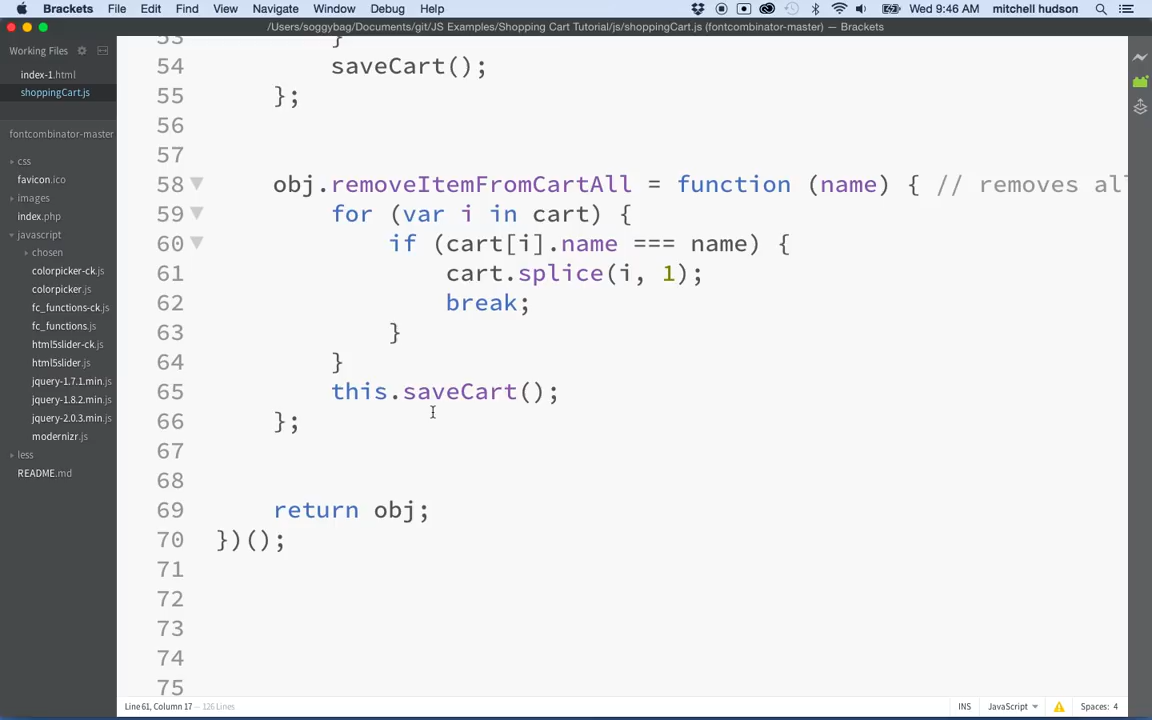 Brackets File Edit Find View Navigate Window Debug Help Wed 9:46 AM mitchell hudson
/Users/soggybag/Documents/git/JS Examples/Shopping Cart Tutorial/js/shoppingCart.js (fontcombinator-master) — Brackets
Working Files
index-1.html
shoppingCart.js
fontcombinator-master
css
favicon.ico
images
index.php
javascript
chosen
colorpicker-ck.js
colorpicker.js
fc_functions-ck.js
fc_functions.js
html5slider-ck.js
html5slider.js
jquery-1.7.1.min.js
jquery-1.8.2.min.js
jquery-2.0.3.min.js
modernizr.js
less
README.md
53 }
54 saveCart();
55 };
56
57
58 obj.removeItemFromCartAll = function (name) { // removes al
59 for (var i in cart) {
60 if (cart[i].name === name) {
61 cart.splice(i, 1);
62 break;
63 }
64 }
65 this.saveCart();
66 };
67
68
69 return obj;
70 })();
71
72
73
74
75
Line 61, Column 17 — 126 Lines INS JavaScript Spaces: 4